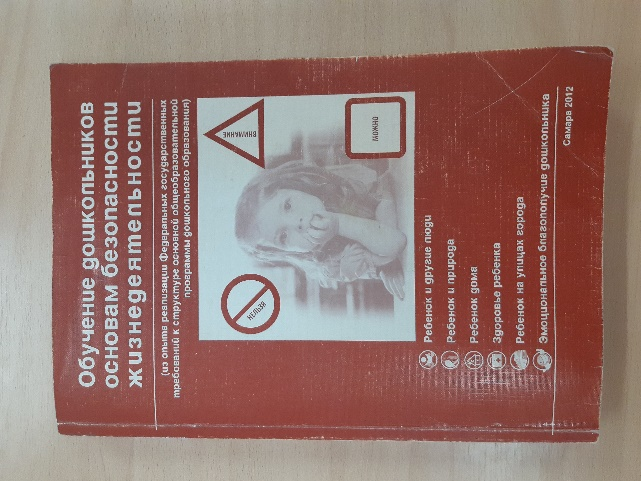 Обучение дошкольников
основам безопасности
жизнедеятельности
(из опыта реализации Федеральных государственных
требований к структуре основной общеобразовательной
программы дошкольного образования)
НЕЛЬЗЯ
ВНИМАНИЕ
МОЖНО
Ребенок и другие люди
Ребенок и природа
Ребенок дома
Здоровье ребенка
Ребенок на улицах города
Эмоциональное благополучие дошкольника
Самара 2012